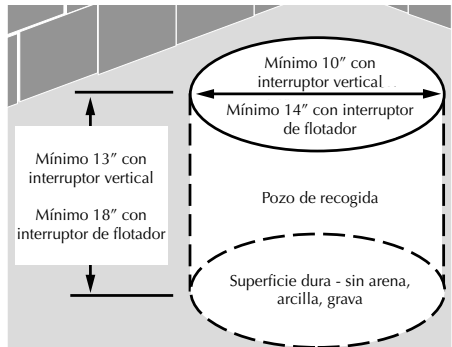 Mínimo 10” con
interruptor vertical
Mínimo 14” con interruptor
de flotador
Mínimo 13” con
interruptor vertical
Mínimo 18” con
interruptor de flotador
Pozo de recogida
Superficie dura - sin arena,
arcilla, grava